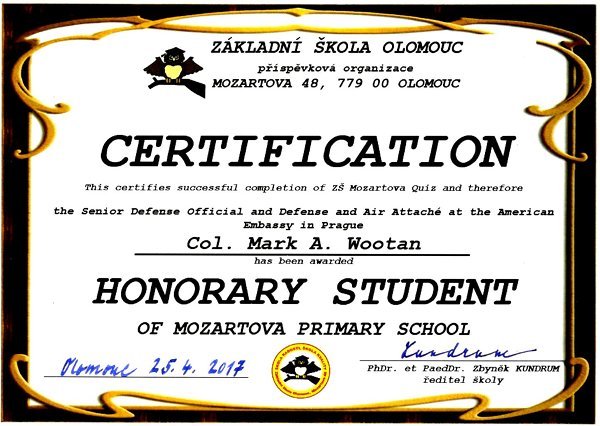 ZÁKLADNÍ ŠKOLA OLOMOUC
příspěvková organizace
MOZARTOVA 48, 779 00 OLOMOUC
CERTIFICATION
This certifies successful completion of ZŠ Mozartova Quiz and therefore
the Senior Defense Official and Defense and Air Attaché at the American
Embassy in Prague
Col. Mark A. Wootan
has been awarded
HONORARY STUDENT
OF MOZARTOVA PRIMARY SCHOOL
Olomouc 25.4.2017
Kundrum
PhDr. et PaedDr. Zbyněk KUNDRUM
ředitel školy